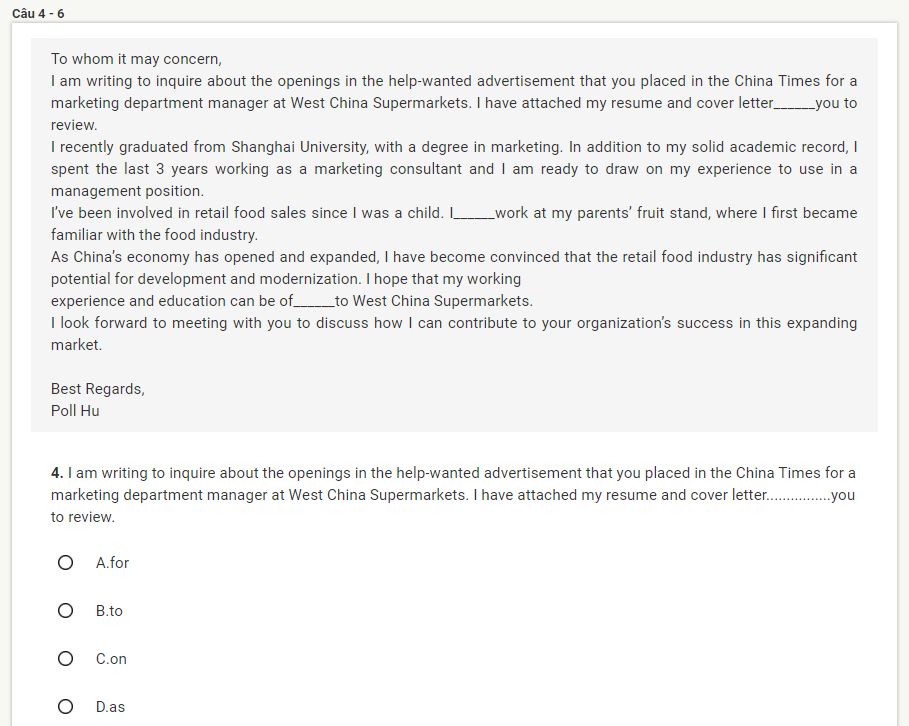 Câu 4 - 6
To whom it may concern,
I am writing to inquire about the openings in the help-wanted advertisement that you placed in the China Times for a
marketing department manager at West China Supermarkets. I have attached my resume and cover letter______you to
review.
I recently graduated from Shanghai University, with a degree in marketing. In addition to my solid academic record, I
spent the last 3 years working as a marketing consultant and I am ready to draw on my experience to use in a
management position.
I've been involved in retail food sales since I was a child. I______work at my parents' fruit stand, where I first became
familiar with the food industry.
As China's economy has opened and expanded, I have become convinced that the retail food industry has significant
potential for development and modernization. I hope that my working
experience and education can be of______to West China Supermarkets.
I look forward to meeting with you to discuss how I can contribute to your organization's success in this expanding
market.
Best Regards,
Poll Hu
4. I am writing to inquire about the openings in the help-wanted advertisement that you placed in the China Times for a
marketing department manager at West China Supermarkets. I have attached my resume and cover letter................you
to review.
A.for
B.to
C.on
D.as